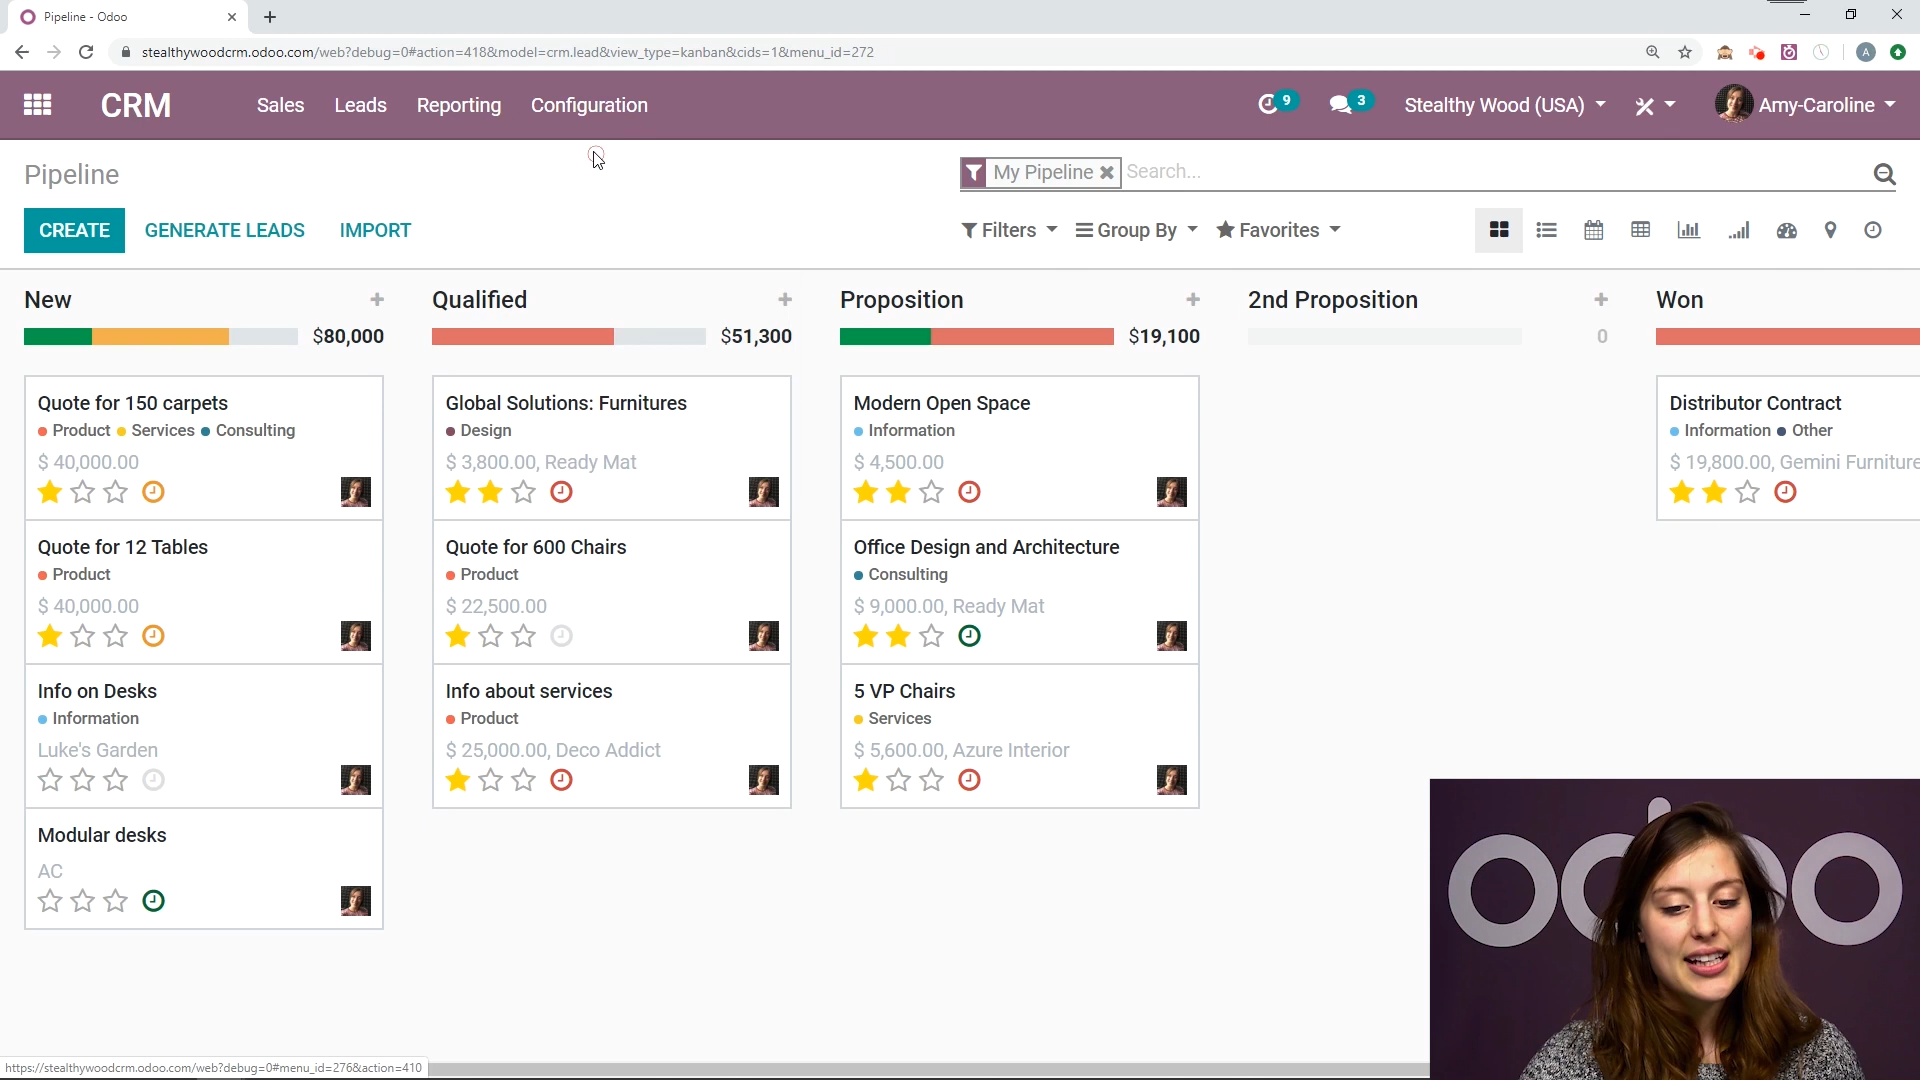 Pipeline - Odoo
stealthywoodcrm.odoo.com/web?debug=0#action=418&model=crm.lead&view_type=kanban&cids=1&menu_id=272
A
CRM
Sales Leads Reporting Configuration
9
3
Stealthy Wood (USA)
Amy-Caroline
Pipeline
My Pipeline
Search...
CREATE GENERATE LEADS IMPORT
Filters Group By Favorites
New
$80,000
Quote for 150 carpets
Product Services Consulting
$ 40,000.00
Quote for 12 Tables
Product
$ 40,000.00
Info on Desks
Information
Luke's Garden
Modular desks
AC
Qualified
$51,300
Global Solutions: Furnitures
Design
$ 3,800.00, Ready Mat
Quote for 600 Chairs
Product
$ 22,500.00
Info about services
Product
$ 25,000.00, Deco Addict
Proposition
$19,100
Modern Open Space
Information
$ 4,500.00
Office Design and Architecture
Consulting
$ 9,000.00, Ready Mat
5 VP Chairs
Services
$ 5,600.00, Azure Interior
2nd Proposition
0
Won
Distributor Contract
Information Other
$ 19,800.00, Gemini Furniture
odoo
https://stealthywoodcrm.odoo.com/web?debug=0#menu_id=276&action=410